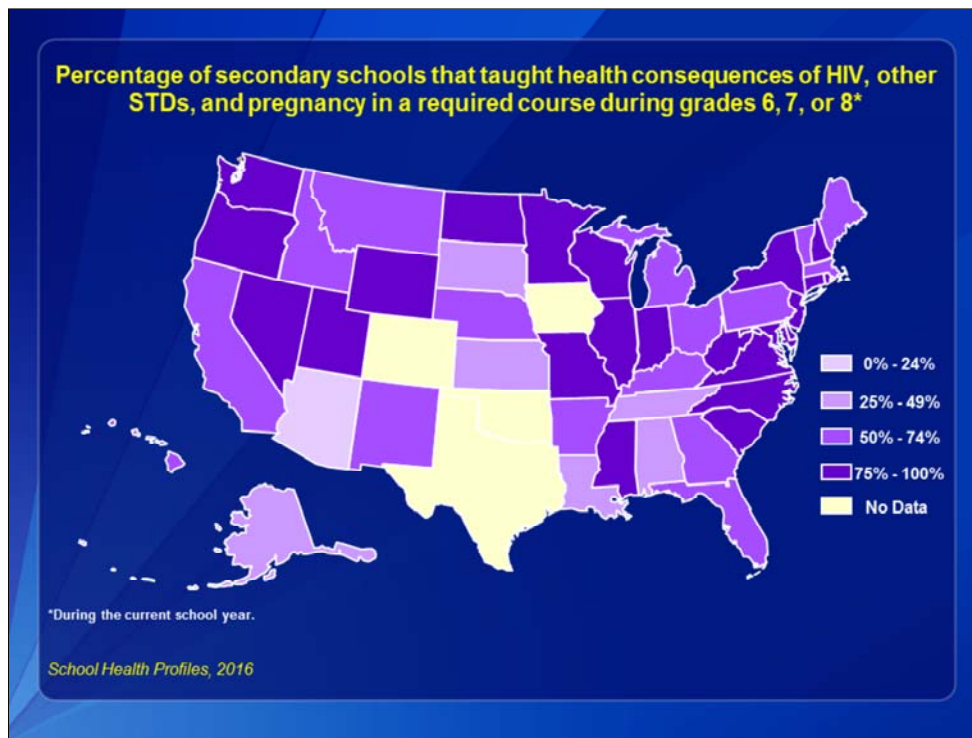 Percentage of secondary schools that taught health consequences of HIV, other
STDs, and pregnancy in a required course during grades 6, 7, or 8*
0% - 24%
25% - 49%
50% - 74%
75% - 100%
No Data
*During the current school year.
School Health Profiles, 2016